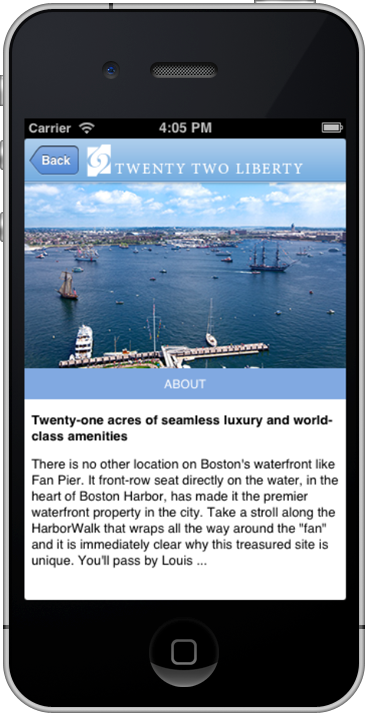 Carrier 4:05 PM
Back TWENTY TWO LIBERTY
ABOUT
Twenty-one acres of seamless luxury and world-
class amenities
There is no other location on Boston's waterfront like
Fan Pier. It front-row seat directly on the water, in the
heart of Boston Harbor, has made it the premier
waterfront property in the city. Take a stroll along the
HarborWalk that wraps all the way around the "fan"
and it is immediately clear why this treasured site is
unique. You'll pass by Louis ...